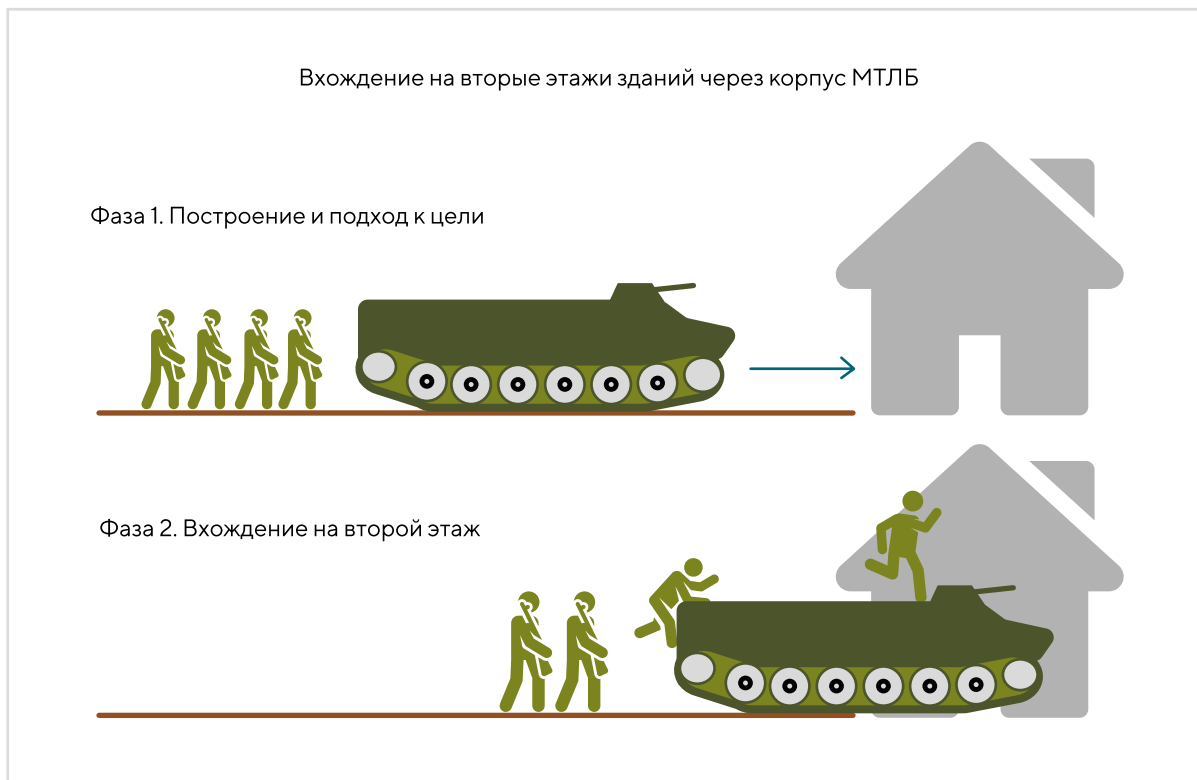 Вхождение на вторые этажи зданий через корпус МТЛБ
Фаза 1. Построение и подход к цели
Фаза 2. Вхождение на второй этаж